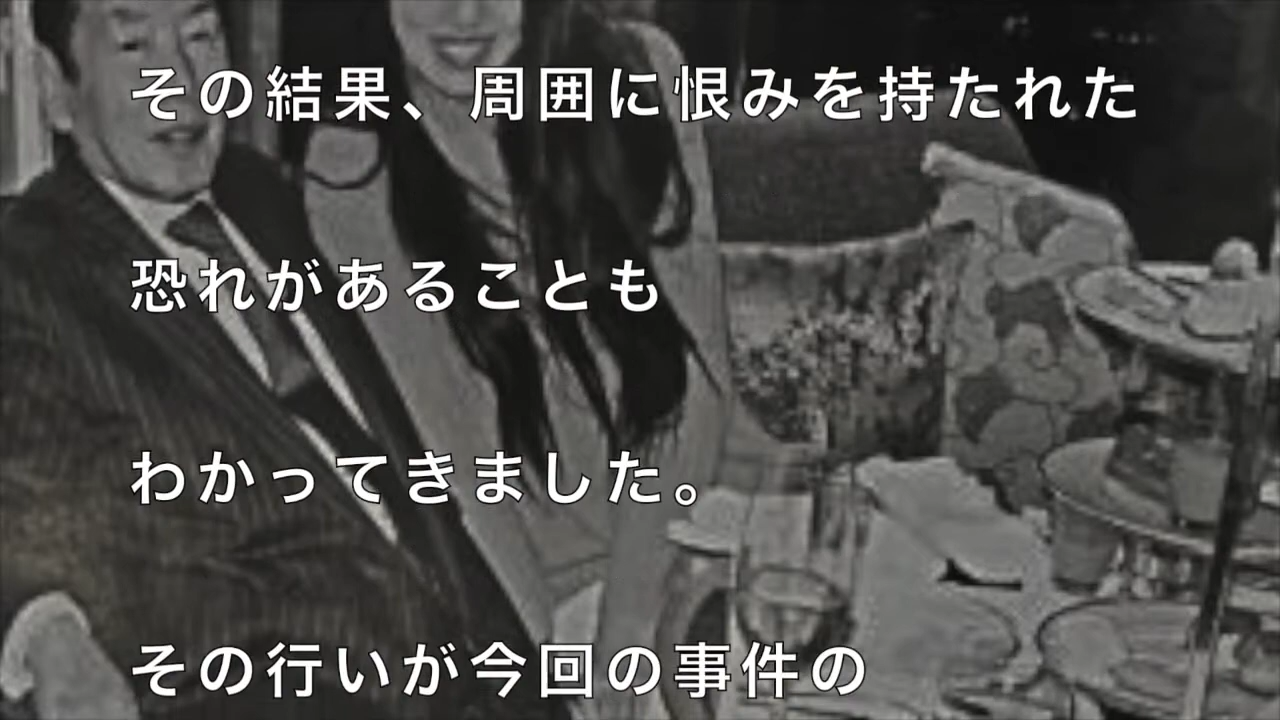 その結果、周囲に恨みを持たれた
恐れがあることも
わかってきました。
その行いが今回の事件の